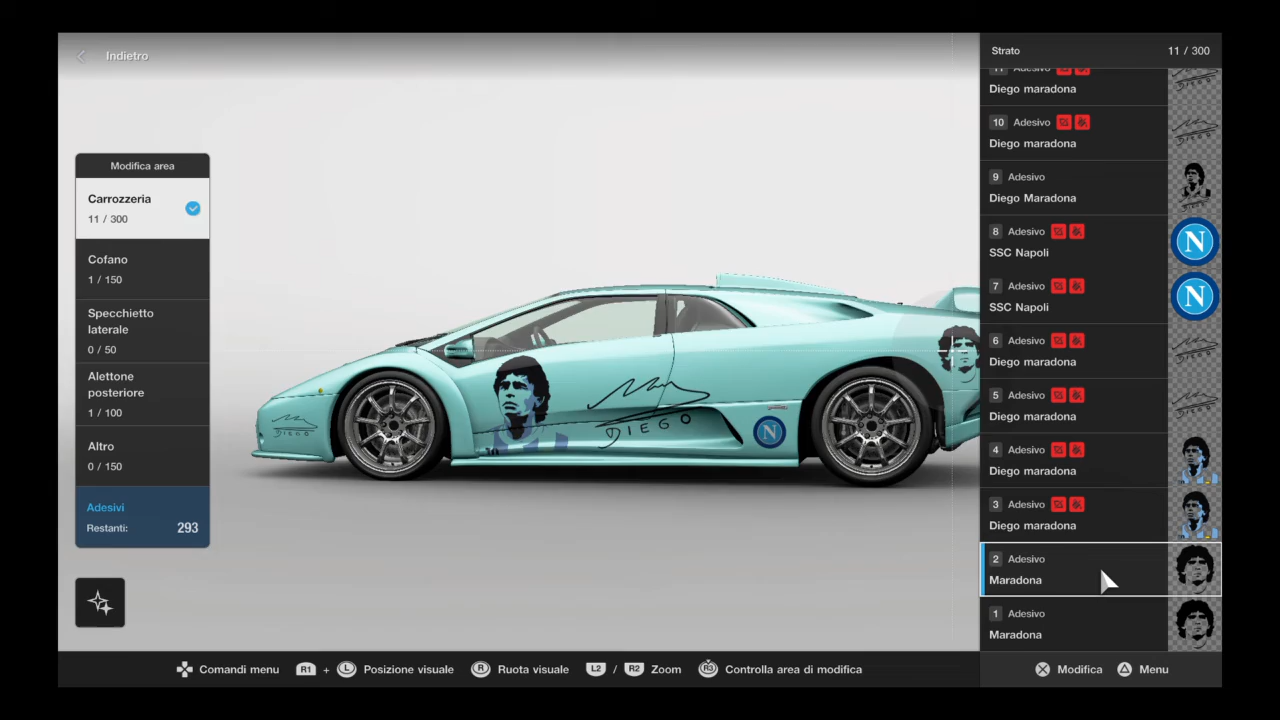 Indietro
Modifica area
Carrozzeria
11 / 300
Cofano
1 / 150
Specchietto
laterale
0 / 50
Alettone
posteriore
1 / 100
Altro
0 / 150
Adesivi
Restanti: 293
DIEGO
DIEGO
10
N
Strato 11 / 300
11 Adesivo
Diego maradona
10 Adesivo
Diego maradona
9 Adesivo
Diego Maradona
8 Adesivo
SSC Napoli
N
7 Adesivo
SSC Napoli
N
6 Adesivo
Diego maradona
5 Adesivo
Diego maradona
4 Adesivo
Diego maradona
3 Adesivo
Diego maradona
2 Adesivo
Maradona
1 Adesivo
Maradona
Comandi menu R1 + L Posizione visuale R Ruota visuale L2 / R2 Zoom R3 Controlla area di modifica
Modifica Menu